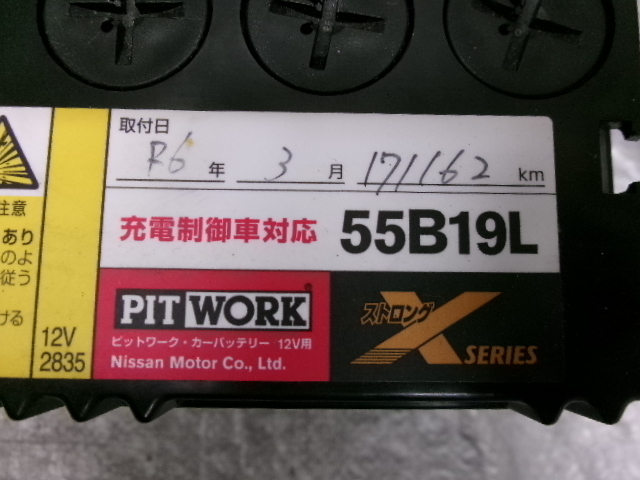 取付日
R6 年 3 月 171162 km
充電制御車対応 55B19L
PIT WORK®
ピットワーク・カーバッテリー 12V用
Nissan Motor Co., Ltd.
ストロング X SERIES
注意
あり
のよ
従う
ける
12V
2835